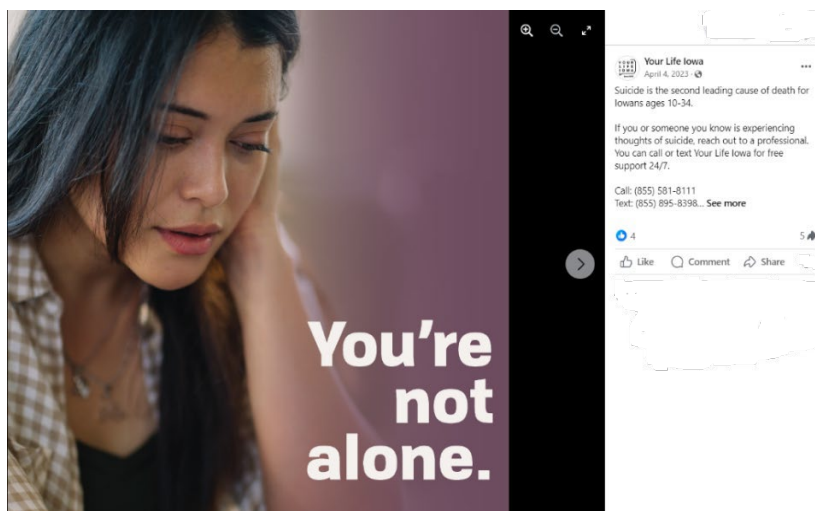 You're
not
alone.
Your Life Iowa
April 4, 2023 ·
Suicide is the second leading cause of death for
Iowans ages 10-34.
If you or someone you know is experiencing
thoughts of suicide, reach out to a professional.
You can call or text Your Life Iowa for free
support 24/7.
Call: (855) 581-8111
Text: (855) 895-8398... See more
4
5
Like
Comment
Share